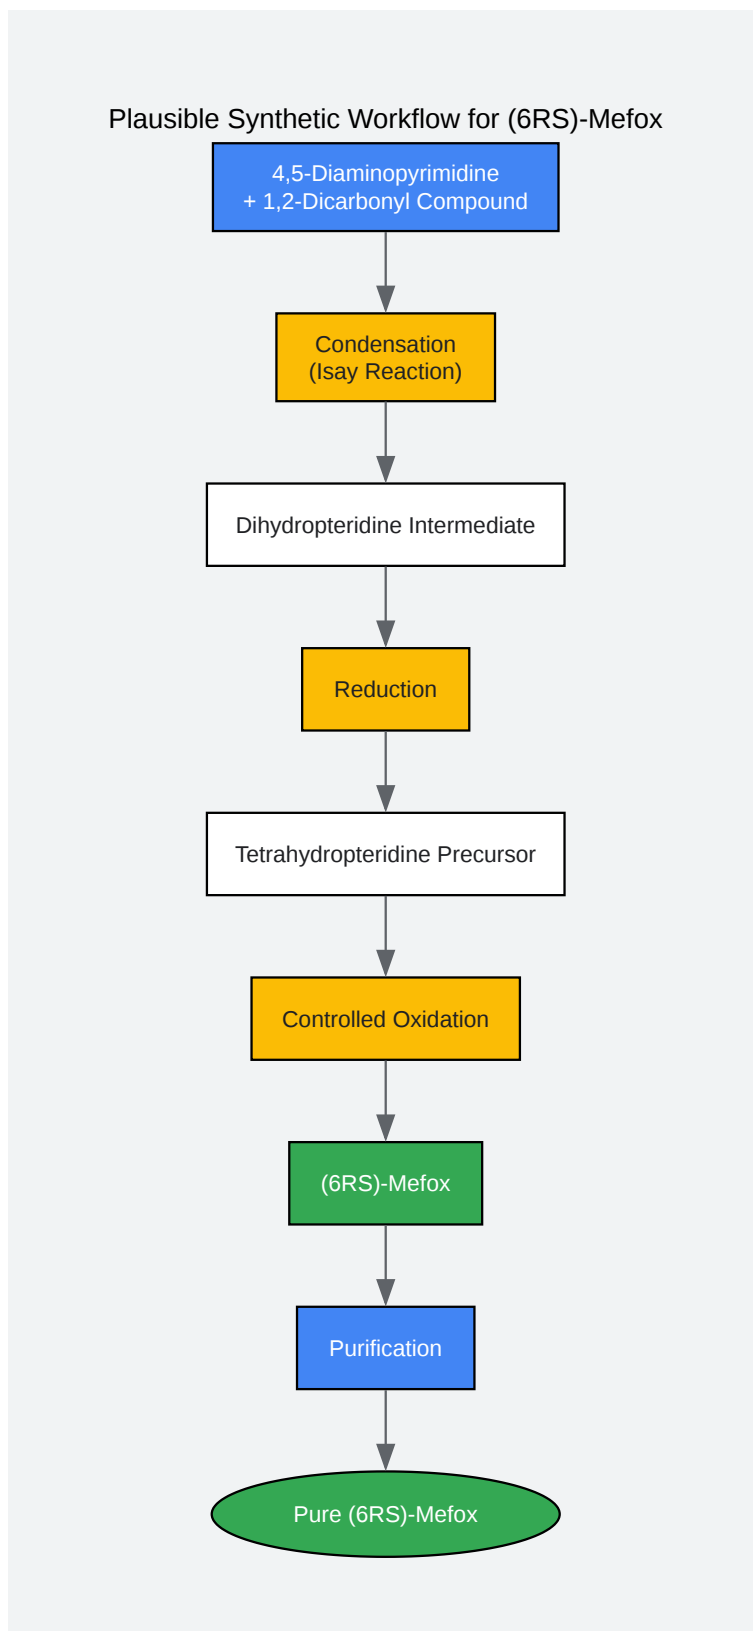 Plausible Synthetic Workflow for (6RS)-Mefox
4,5-Diaminopyrimidine
+ 1,2-Dicarbonyl Compound
Condensation
(Isay Reaction)
Dihydropteridine Intermediate
Reduction
Tetrahydropteridine Precursor
Controlled Oxidation
(6RS)-Mefox
Purification
Pure (6RS)-Mefox